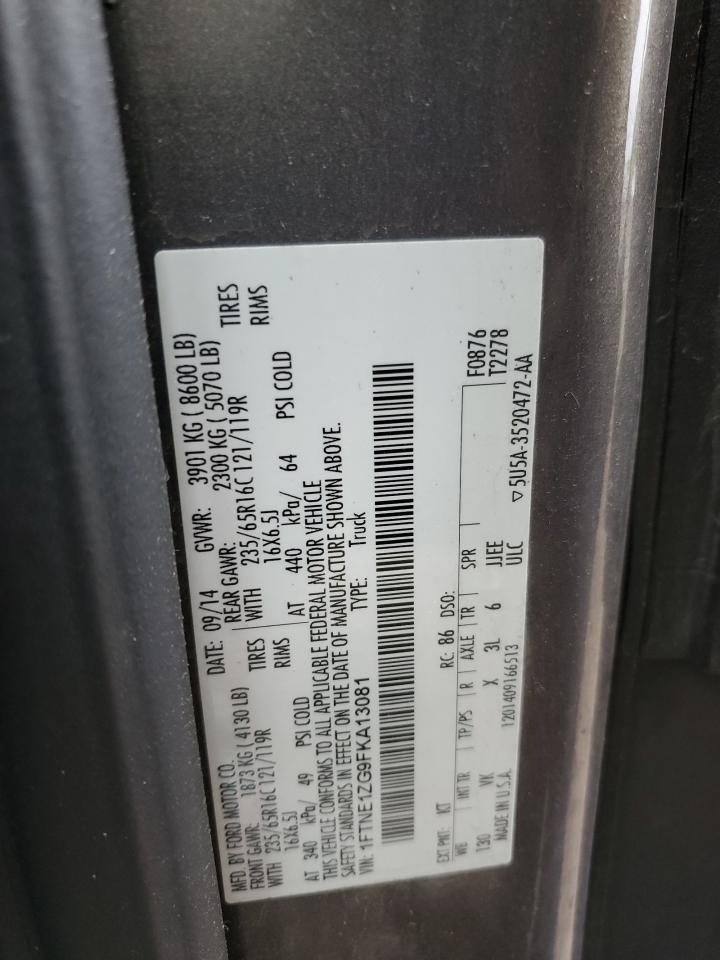 MFD. BY FORD MOTOR CO.
DATE: 09/14 GVWR: 3901 KG ( 8600 LB)
FRONT GAWR: 1873 KG ( 4130 LB) REAR GAWR: 2300 KG ( 5070 LB)
WITH 235/65R16C 121/119R TIRES WITH 235/65R16C 121/119R TIRES
16X6.5J RIMS 16X6.5J RIMS
AT 340 kPa/ 49 PSI COLD AT 440 kPa/ 64 PSI COLD
THIS VEHICLE CONFORMS TO ALL APPLICABLE FEDERAL MOTOR VEHICLE
SAFETY STANDARDS IN EFFECT ON THE DATE OF MANUFACTURE SHOWN ABOVE.
VIN: 1FTNE1ZG9FKA13081 TYPE: Truck
EXT PNT: KT RC: 86 DSO: F0876
T2278
WB INT TR TP/PS R AXLE TR SPR
130 VK X 3L 6 JJEE
ULC
MADE IN U.S.A. 1201409166513 ▽5U5A-3520472-AA